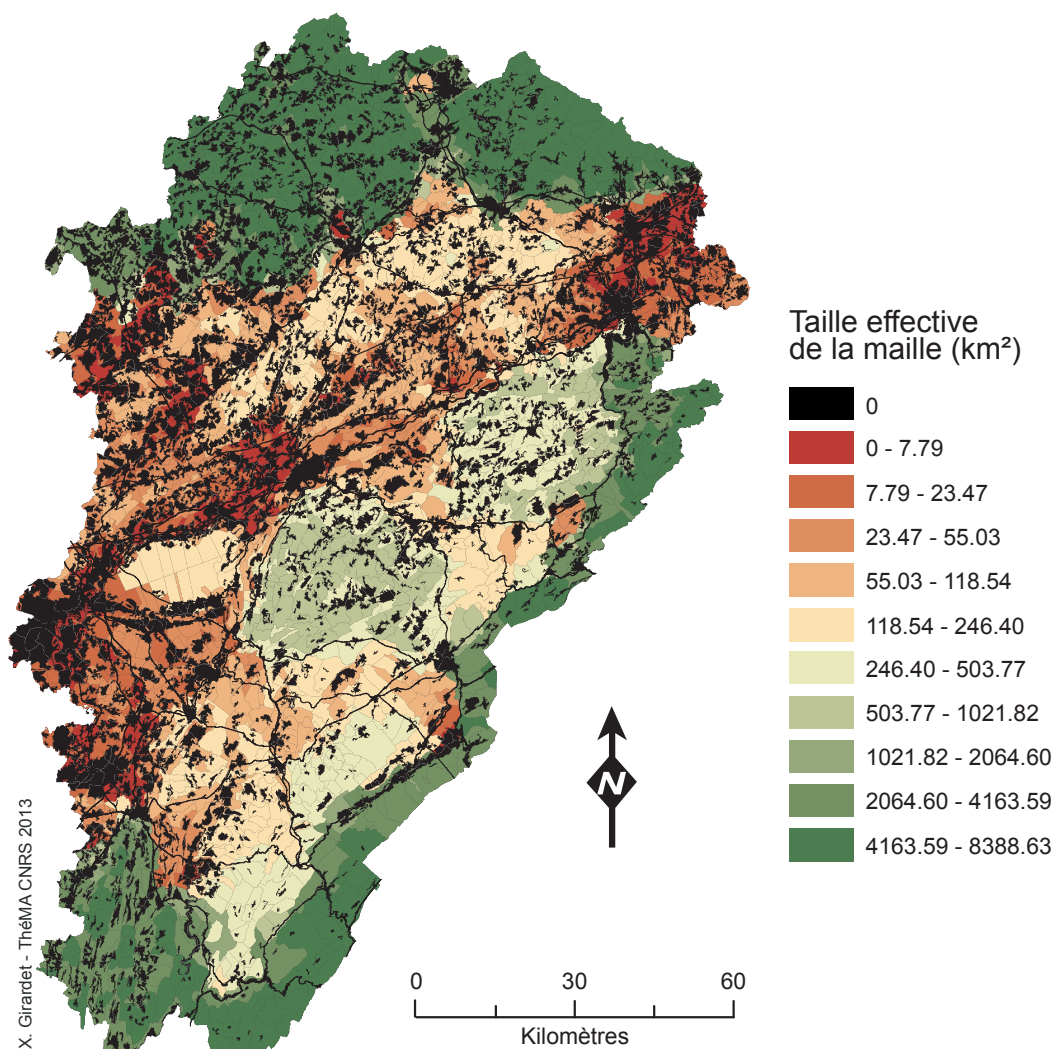 Taille effective
de la maille (km²)
0
0 - 7.79
7.79 - 23.47
23.47 - 55.03
55.03 - 118.54
118.54 - 246.40
246.40 - 503.77
503.77 - 1021.82
1021.82 - 2064.60
2064.60 - 4163.59
4163.59 - 8388.63
N
0 30 60
Kilomètres
X. Girardet - ThéMA CNRS 2013